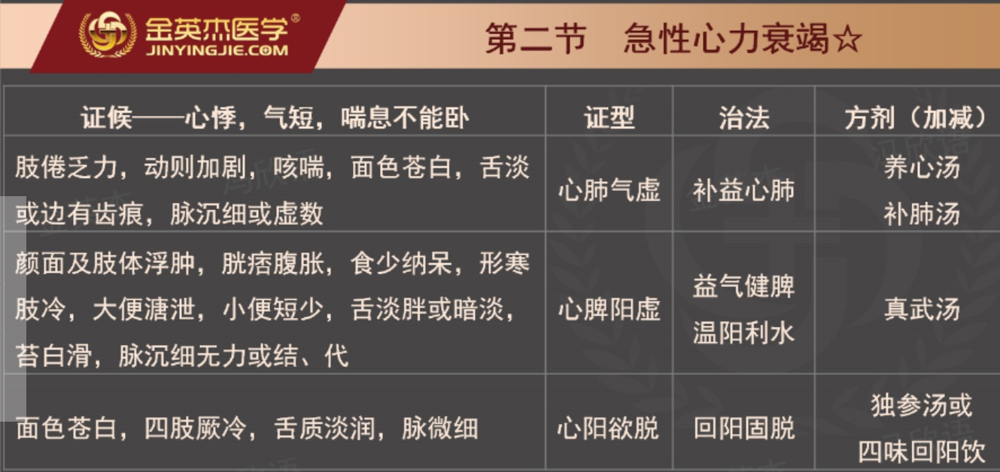 金英杰医学®
JINYINGJIE.COM
第二节 急性心力衰竭☆
证候——心悸，气短，喘息不能卧 证型 治法 方剂（加减）
肢倦乏力，动则加剧，咳喘，面色苍白，舌淡
或边有齿痕，脉沉细或虚数
心肺气虚
补益心肺
养心汤
补肺汤
颜面及肢体浮肿，胱痞腹胀，食少纳呆，形寒
肢冷，大便溏泄，小便短少，舌淡胖或暗淡，
苔白滑，脉沉细无力或结、代
心脾阳虚
益气健脾
温阳利水
真武汤
面色苍白，四肢厥冷，舌质淡润，脉微细
心阳欲脱
回阳固脱
独参汤或
四味回阳饮
冯欣语